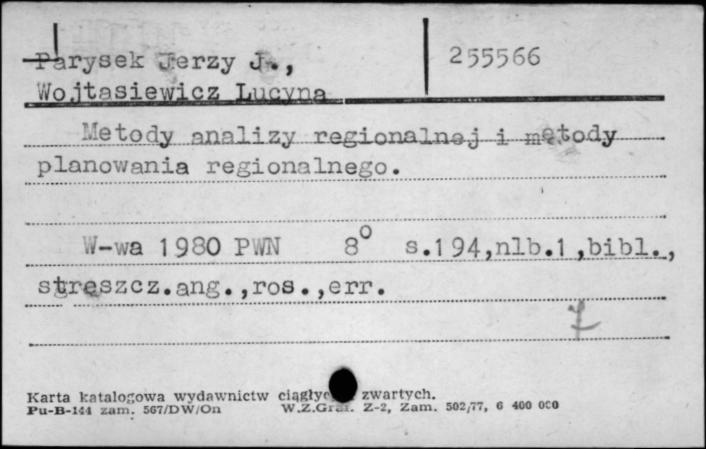 Parysek Jerzy J., 255566
Wojtasiewicz Lucyna
Metody analizy regionalnej i metody
planowania regionalnego.
W-wa 1980 PWN 8° s.194,nlb.1,bibl.,
streszcz.ang.,ros.,err.
Karta katalogowa wydawnictw zwartych.
Pu-B-144 zam. 567/DW/On W.Z.Graf. Z-2, Zam. 502/77, 6 400 000